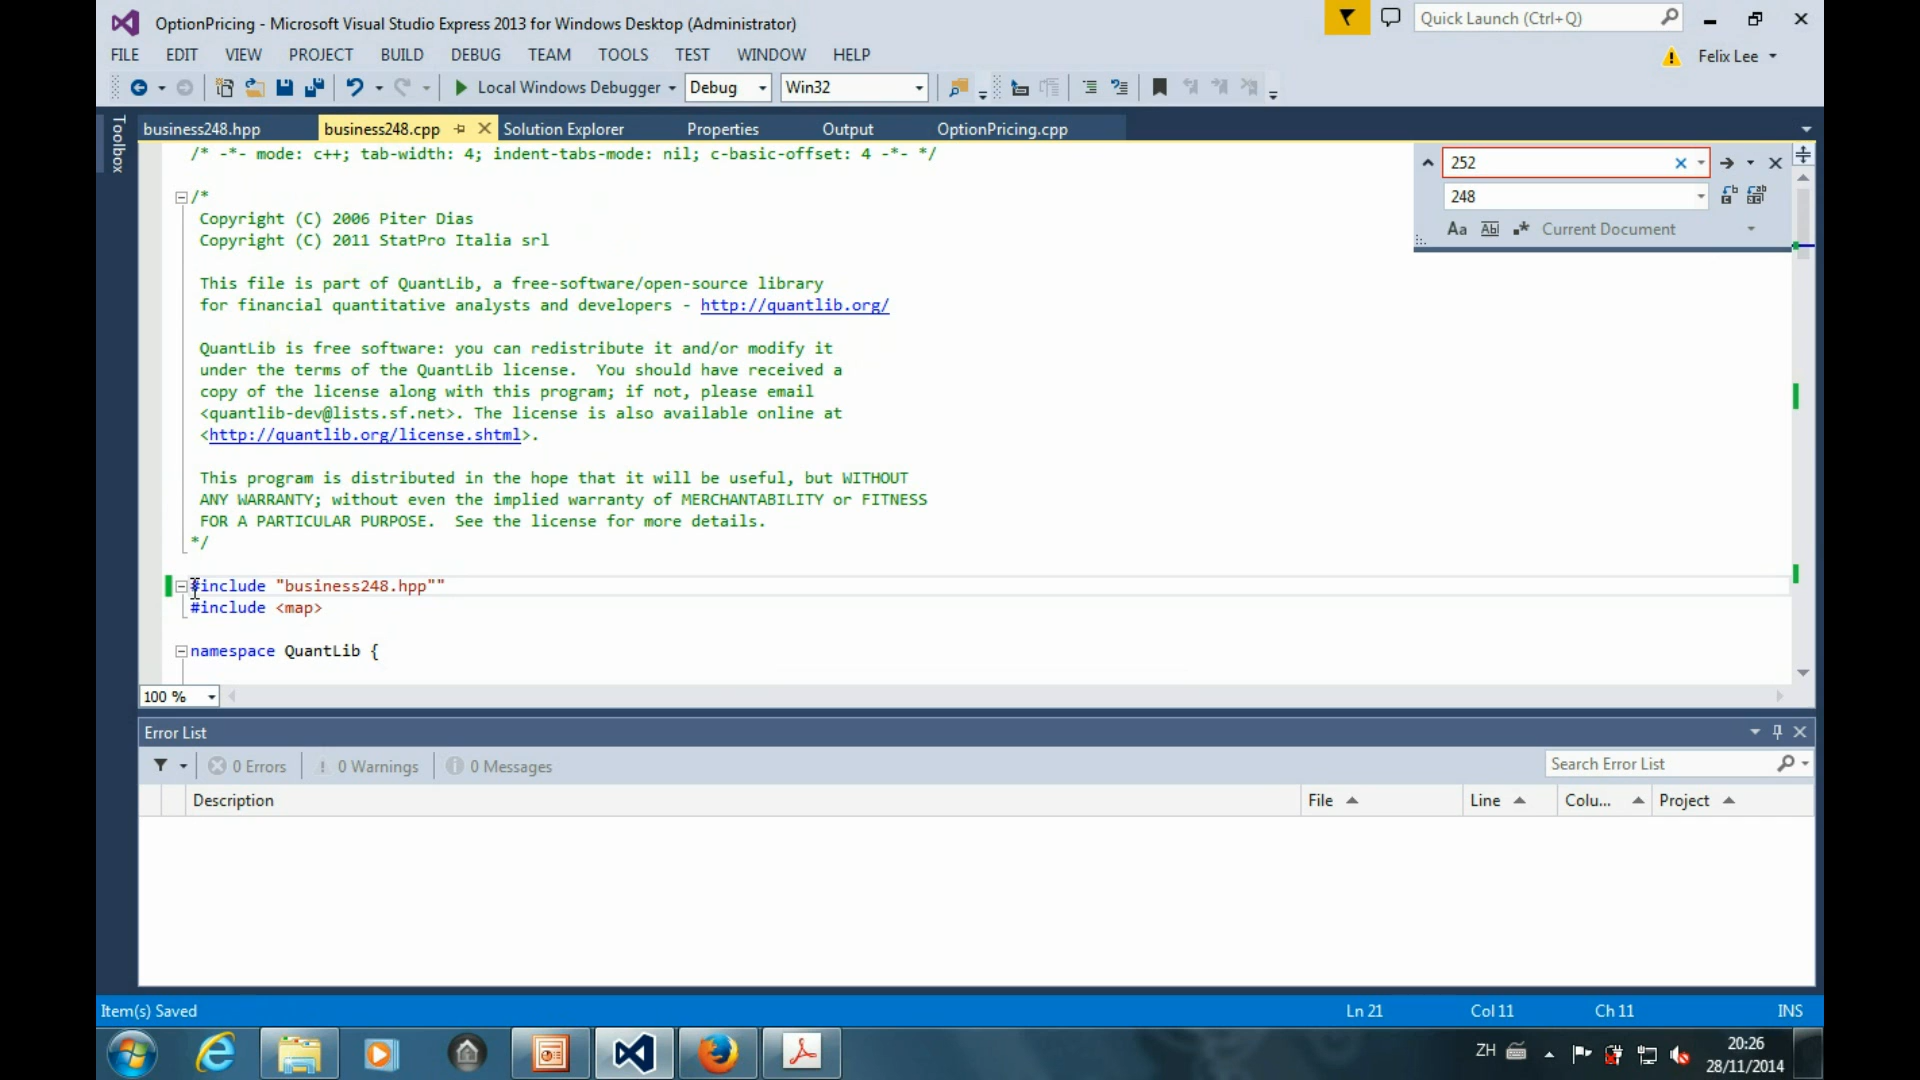 OptionPricing - Microsoft Visual Studio Express 2013 for Windows Desktop (Administrator)
Quick Launch (Ctrl+Q)
FILE EDIT VIEW PROJECT BUILD DEBUG TEAM TOOLS TEST WINDOW HELP
Felix Lee
Local Windows Debugger Debug Win32
Toolbox
business248.hpp business248.cpp Solution Explorer Properties Output OptionPricing.cpp
/* -*- mode: c++; tab-width: 4; indent-tabs-mode: nil; c-basic-offset: 4 -*- */
252
248
Aa Abl Current Document
/*
Copyright (C) 2006 Piter Dias
Copyright (C) 2011 StatPro Italia srl
This file is part of QuantLib, a free-software/open-source library
for financial quantitative analysts and developers - http://quantlib.org/
QuantLib is free software: you can redistribute it and/or modify it
under the terms of the QuantLib license.  You should have received a
copy of the license along with this program; if not, please email
<quantlib-dev@lists.sf.net>. The license is also available online at
<http://quantlib.org/license.shtml>.
This program is distributed in the hope that it will be useful, but WITHOUT
ANY WARRANTY; without even the implied warranty of MERCHANTABILITY or FITNESS
FOR A PARTICULAR PURPOSE.  See the license for more details.
*/
#include "business248.hpp""
#include <map>
namespace QuantLib {
100 %
Error List
0 Errors 0 Warnings 0 Messages
Search Error List
Description File Line Colu... Project
Item(s) Saved Ln 21 Col 11 Ch 11 INS
ZH
20:26
28/11/2014